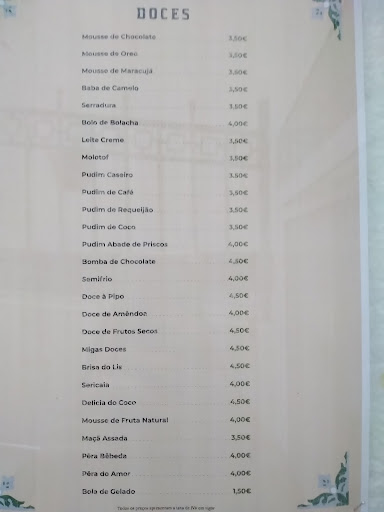 DOCES
Mousse de Chocolate 3,50€
Mousse de Oreo 3,50€
Mousse de Maracujá 3,50€
Baba de Camelo 3,50€
Serradura 3,50€
Bolo de Bolacha 4,00€
Leite Creme 3,50€
Molotof 3,50€
Pudim Caseiro 3,50€
Pudim de Café 3,50€
Pudim de Requeijão 3,50€
Pudim de Coco 3,50€
Pudim Abade de Priscos 4,00€
Bomba de Chocolate 4,50€
Semifrio 4,00€
Doce à Pipo 4,50€
Doce de Amêndoa 4,00€
Doce de Frutos Secos 4,50€
Migas Doces 4,50€
Brisa do Lis 4,50€
Sericaia 4,00€
Delícia do Coco 4,50€
Mousse de Fruta Natural 4,00€
Maçã Assada 3,50€
Pêra Bêbeda 4,00€
Pêra do Amor 4,00€
Bola de Gelado 1,50€